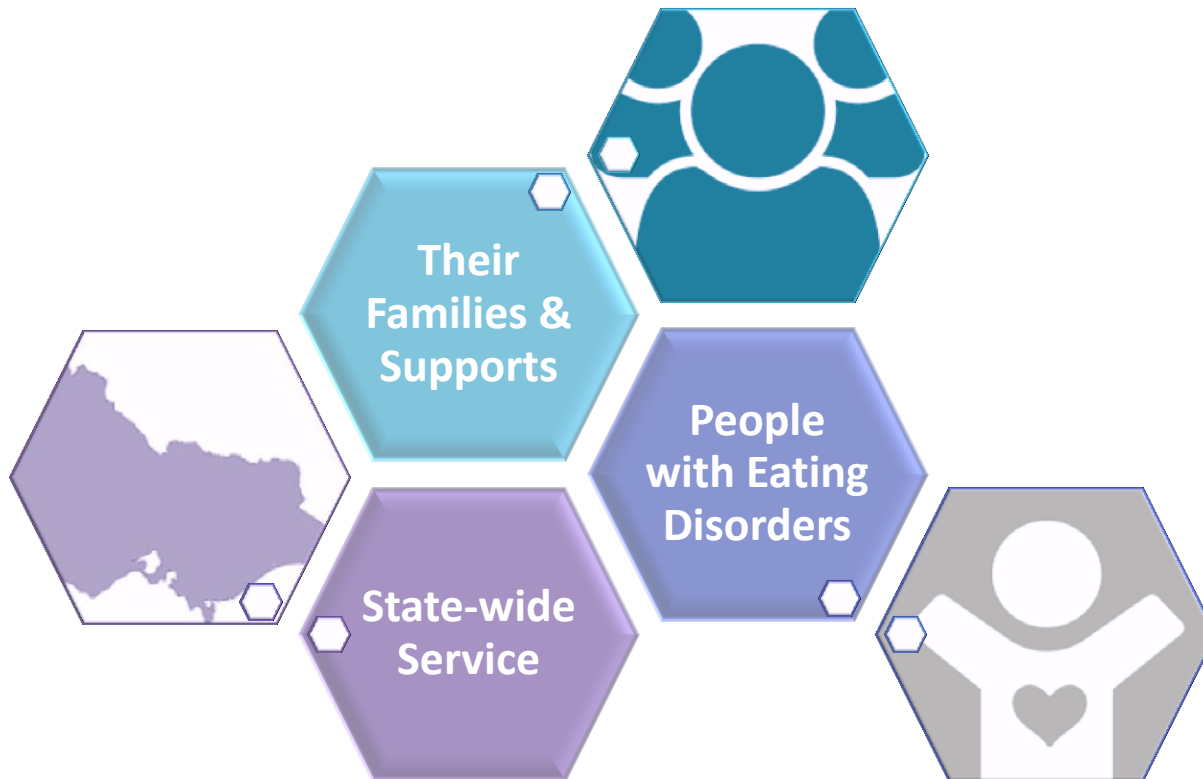 Their
Families &
Supports
People
with Eating
Disorders
State-wide
Service